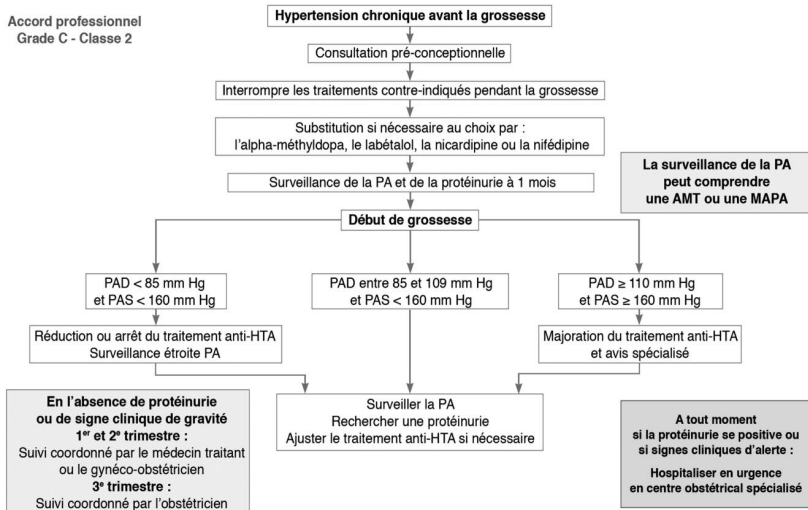 Accord professionnel
Grade C - Classe 2
Hypertension chronique avant la grossesse
Consultation pré-conceptionnelle
Interrompre les traitements contre-indiqués pendant la grossesse
Substitution si nécessaire au choix par :
l'alpha-méthyldopa, le labétalol, la nicardipine ou la nifédipine
Surveillance de la PA et de la protéinurie à 1 mois
La surveillance de la PA
peut comprendre
une AMT ou une MAPA
Début de grossesse
PAD < 85 mm Hg
et PAS < 160 mm Hg
PAD entre 85 et 109 mm Hg
et PAS < 160 mm Hg
PAD ≥ 110 mm Hg
et PAS ≥ 160 mm Hg
Réduction ou arrêt du traitement anti-HTA
Surveillance étroite PA
Majoration du traitement anti-HTA
et avis spécialisé
Surveiller la PA
Rechercher une protéinurie
Ajuster le traitement anti-HTA si nécessaire
En l'absence de protéinurie
ou de signe clinique de gravité
1er et 2e trimestre :
Suivi coordonné par le médecin traitant
ou le gynéco-obstétricien
3e trimestre :
Suivi coordonné par l'obstétricien
A tout moment
si la protéinurie se positive ou
si signes cliniques d'alerte :
Hospitaliser en urgence
en centre obstétrical spécialisé